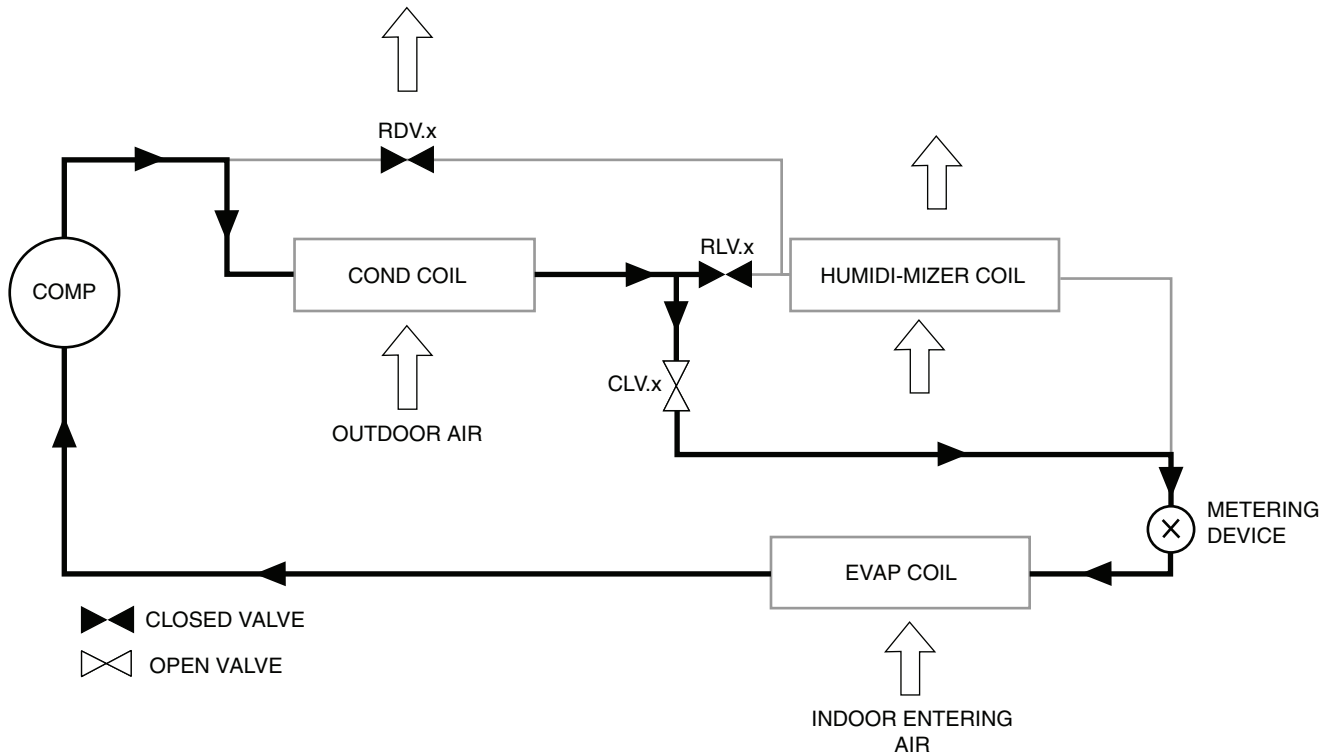 RDV.x
RLV.x
COMP
COND COIL
HUMIDI-MIZER COIL
CLV.x
OUTDOOR AIR
METERING
DEVICE
EVAP COIL
CLOSED VALVE
OPEN VALVE
INDOOR ENTERING
AIR